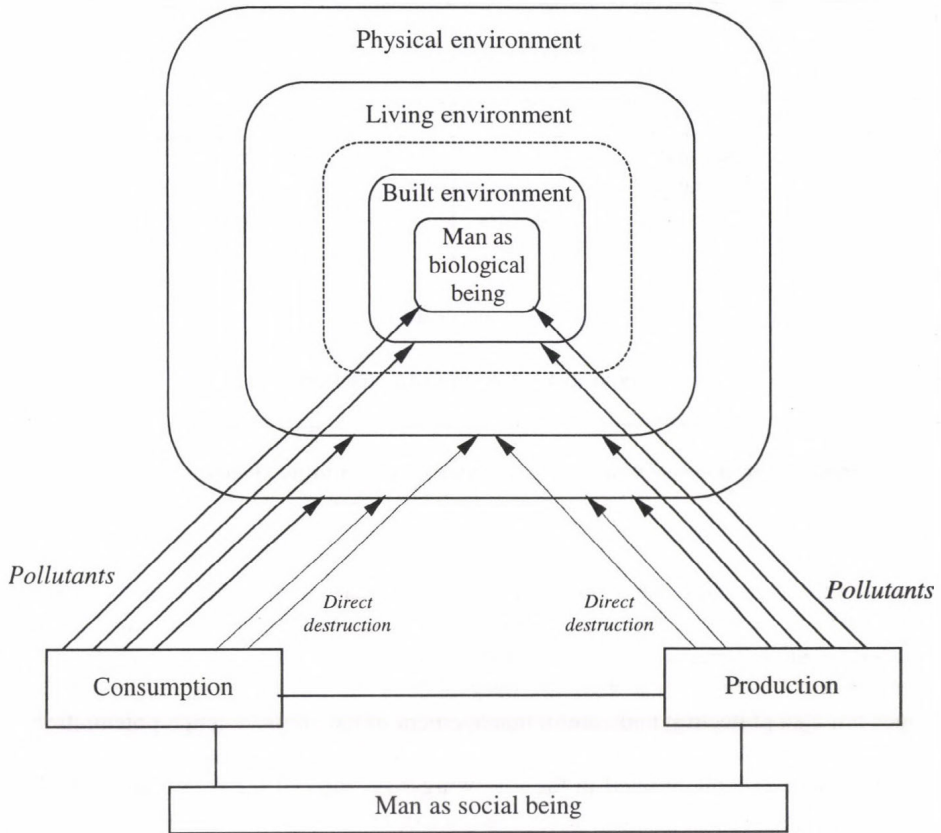 Physical environment
Living environment
Built environment
Man as
biological
being
Pollutants
Pollutants
Direct
destruction
Direct
destruction
Consumption
Production
Man as social being